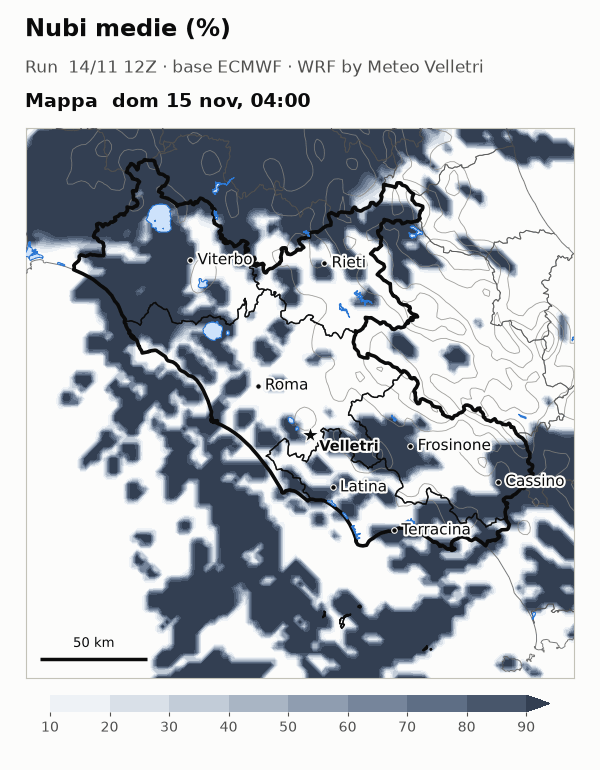 Nubi medie (%)
Run  14/11 12Z · base ECMWF · WRF by Meteo Velletri
Mappa  dom 15 nov, 04:00
Viterbo
Rieti
Roma
Velletri
Frosinone
Cassino
Latina
Terracina
50 km
10 20 30 40 50 60 70 80 90